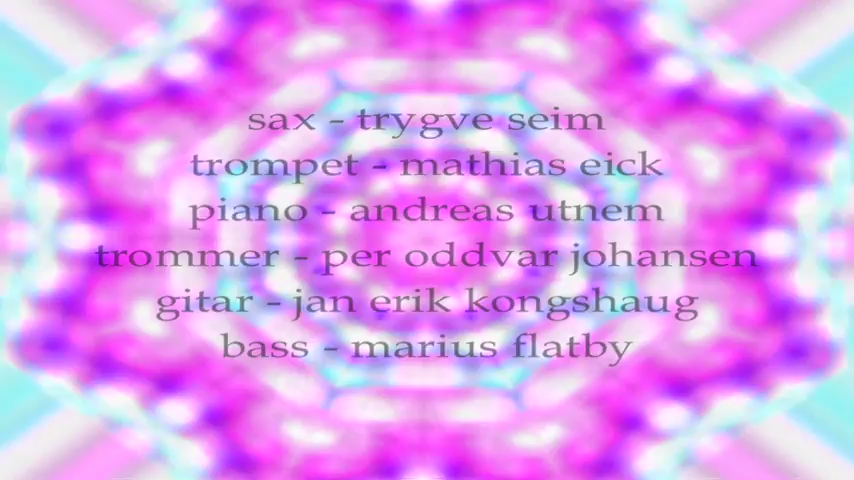 sax - trygve seim
trompet - mathias eick
piano - andreas utnem
trommer - per oddvar johansen
gitar - jan erik kongshaug
bass - marius flatby